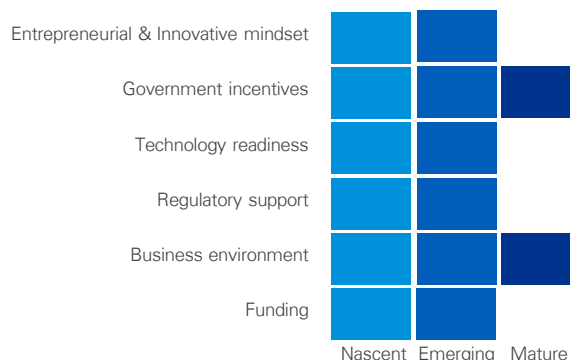 Entrepreneurial & Innovative mindset
Government incentives
Technology readiness
Regulatory support
Business environment
Funding
Nascent Emerging Mature